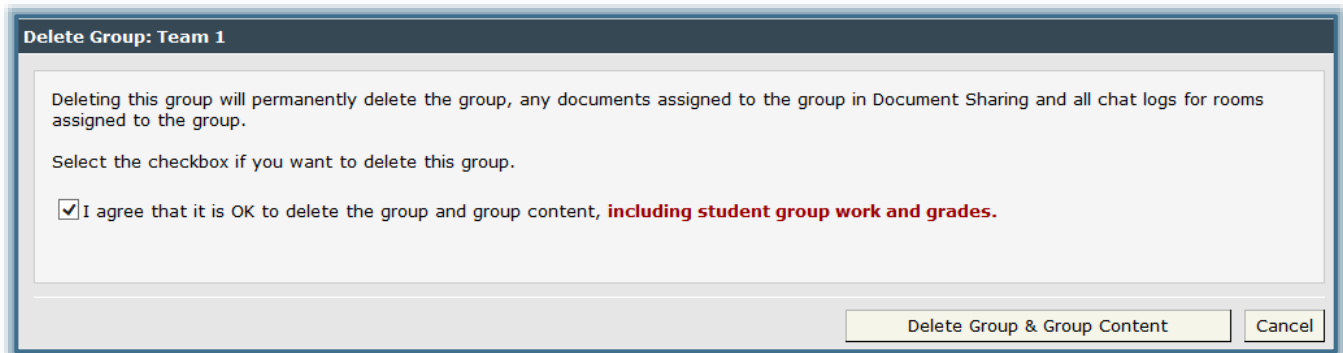 Delete Group: Team 1
Deleting this group will permanently delete the group, any documents assigned to the group in Document Sharing and all chat logs for rooms
assigned to the group.
Select the checkbox if you want to delete this group.
I agree that it is OK to delete the group and group content, including student group work and grades.
Delete Group & Group Content
Cancel